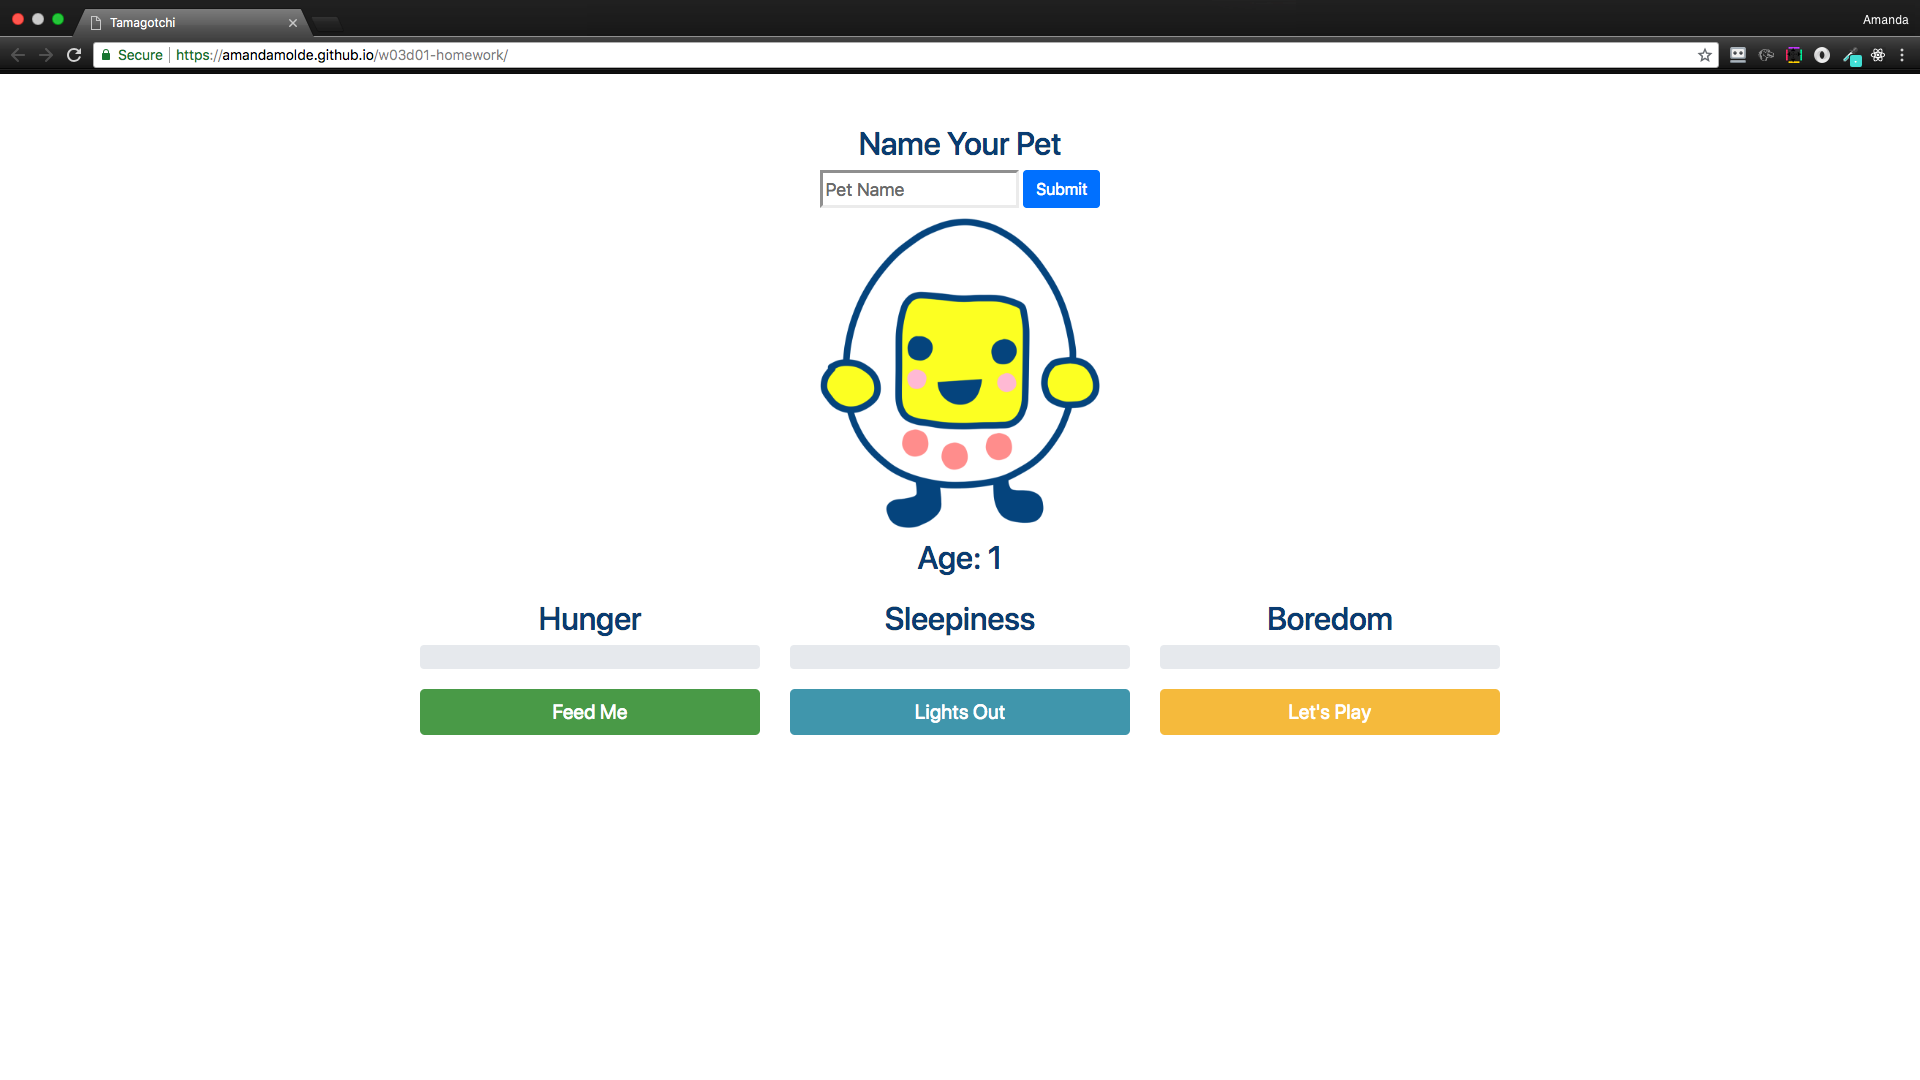 Tamagotchi
Amanda
Secure
https://amandamolde.github.io/w03d01-homework/
Name Your Pet
Pet Name
Submit
Age: 1
Hunger
Sleepiness
Boredom
Feed Me
Lights Out
Let's Play